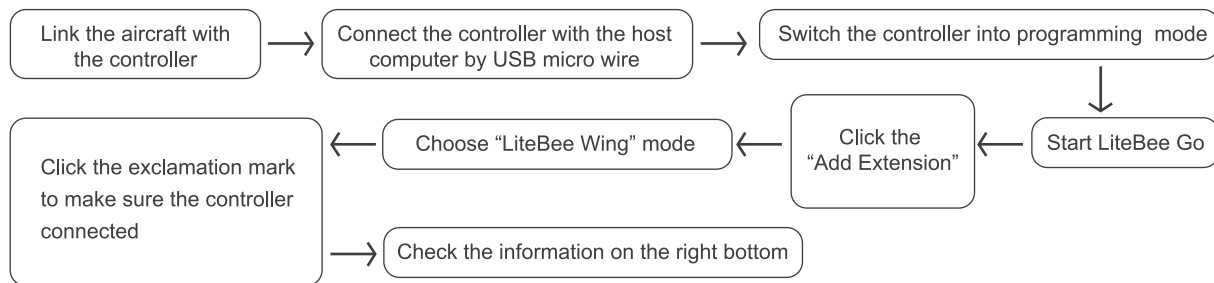 Link the aircraft with
the controller
Connect the controller with the host
computer by USB micro wire
Switch the controller into programming mode
Start LiteBee Go
Click the
“Add Extension”
Choose “LiteBee Wing” mode
Click the exclamation mark
to make sure the controller
connected
Check the information on the right bottom